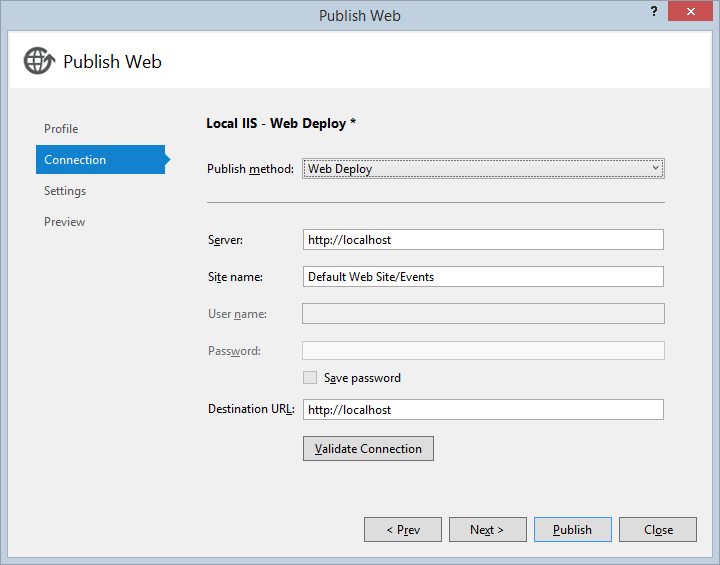 Publish Web
?
Publish Web
Profile
Connection
Settings
Preview
Local IIS - Web Deploy *
Publish method: Web Deploy
Server: http://localhost
Site name: Default Web Site/Events
User name:
Password:
Save password
Destination URL: http://localhost
Validate Connection
< Prev Next > Publish Close